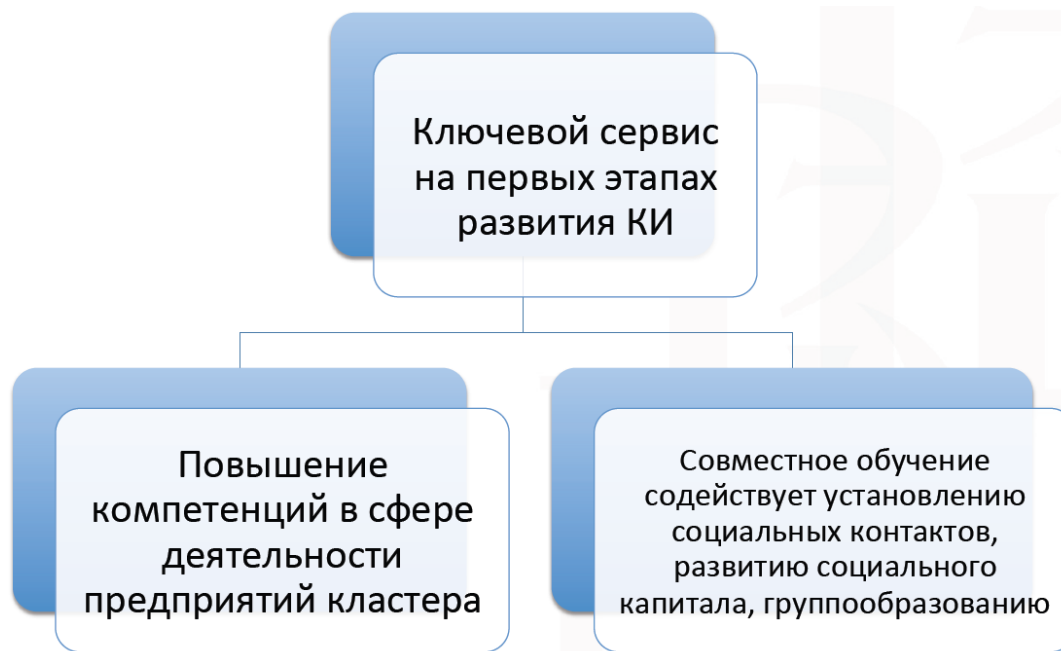 Ключевой сервис
на первых этапах
развития КИ
Повышение
компетенций в сфере
деятельности
предприятий кластера
Совместное обучение
содействует установлению
социальных контактов,
развитию социального
капитала, группообразованию